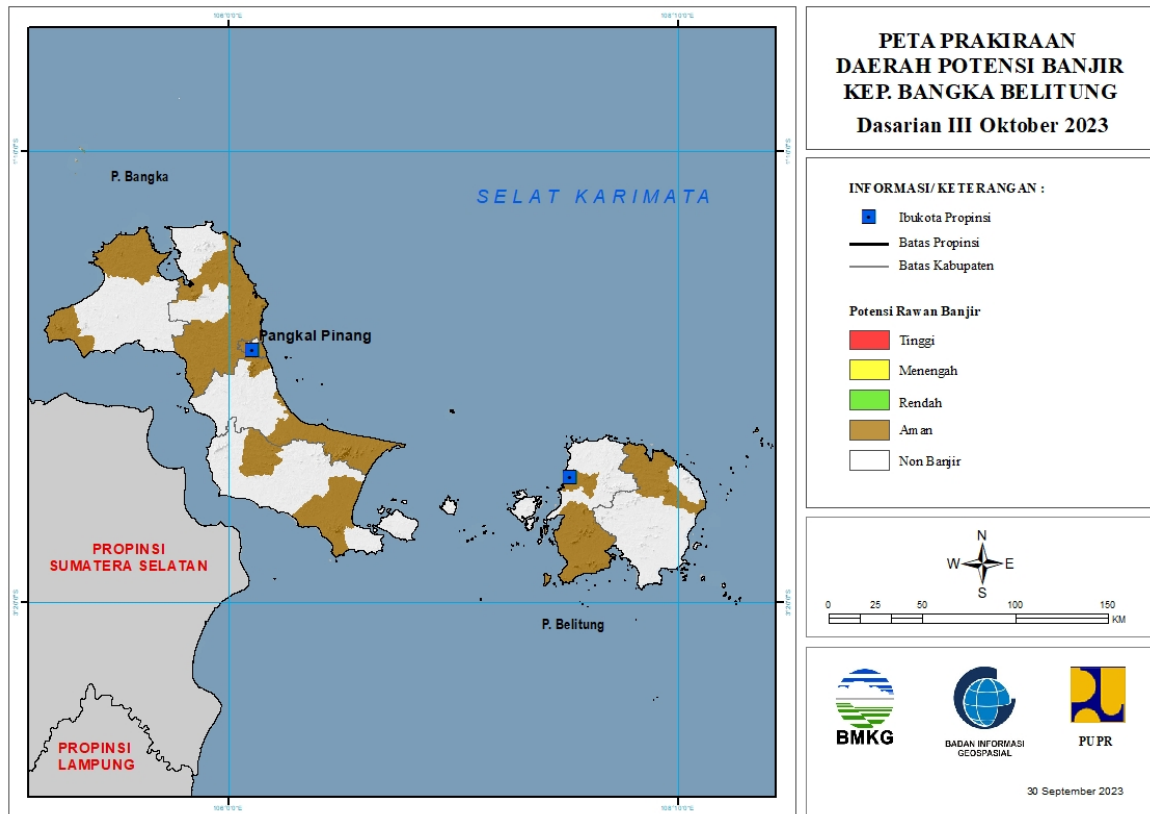 PETA PRAKIRAAN
DAERAH POTENSI BANJIR
KEP. BANGKA BELITUNG
Dasarian III Oktober 2023
P. Bangka
SELAT KARIMATA
Pangkal Pinang
PROPINSI
SUMATERA SELATAN
P. Belitung
PROPINSI
LAMPUNG
INFORMASI/ KETERANGAN :
Ibukota Propinsi
Batas Propinsi
Batas Kabupaten
Potensi Rawan Banjir
Tinggi
Menengah
Rendah
Aman
Non Banjir
N
W E
S
0 25 50 100 150
KM
BMKG
BADAN INFORMASI
GEOSPASIAL
PUPR
30 September 2023